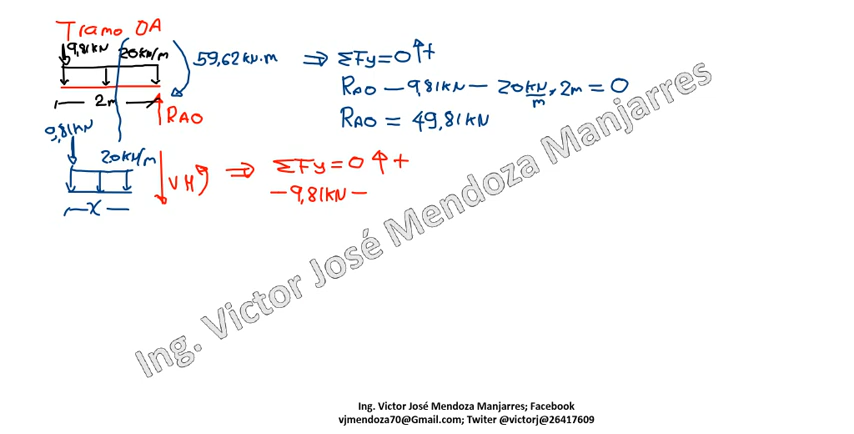 Tramo OA
9,81KN 20KN/m 59,62KN.m ⇒ ΣFy=0↑+
RAO − 9,81KN − 20KN/m . 2m = 0
2m
RAO RAO = 49,81KN
9,81KN
20KN/m V M ⇒ ΣFy=0↑+
−9,81KN −
x
Ing. Victor José Mendoza Manjarres
Ing. Victor José Mendoza Manjarres; Facebook
vjmendoza70@Gmail.com; Twiter @victorj@26417609